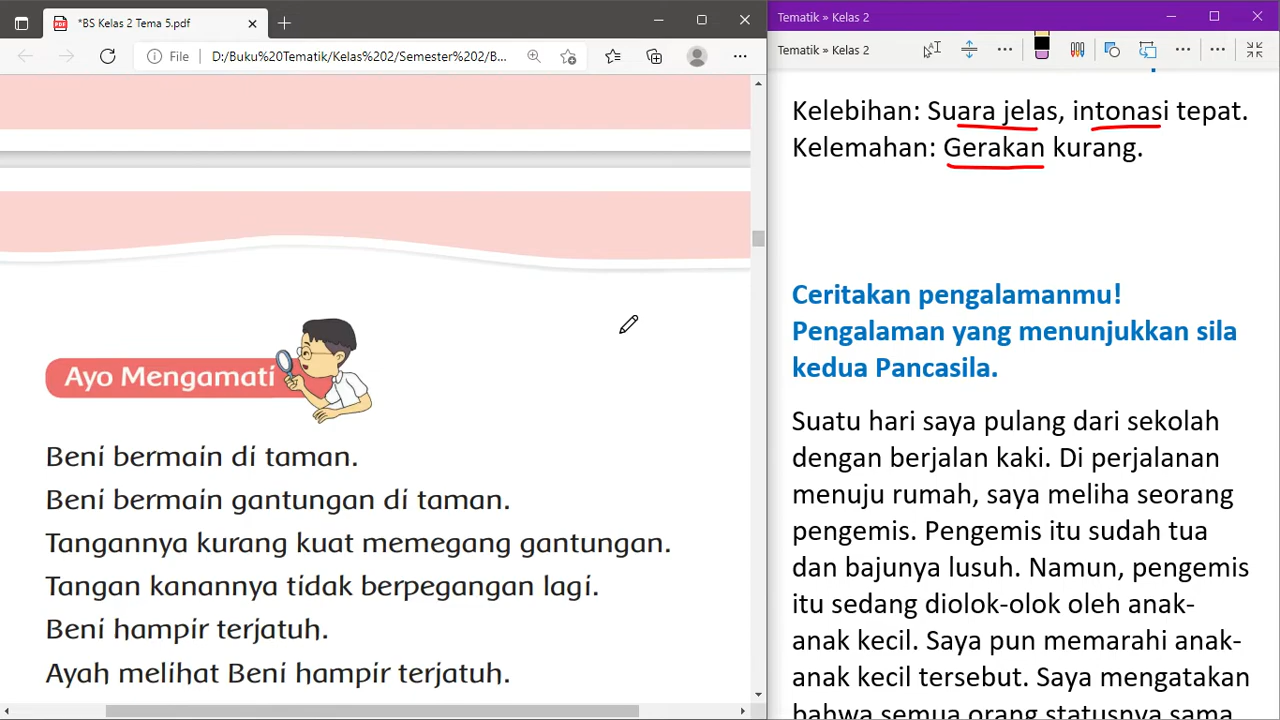 *BS Kelas 2 Tema 5.pdf
File
D:/Buku%20Tematik/Kelas%202/Semester%202/B...
Ayo Mengamati
Beni bermain di taman.
Beni bermain gantungan di taman.
Tangannya kurang kuat memegang gantungan.
Tangan kanannya tidak berpegangan lagi.
Beni hampir terjatuh.
Ayah melihat Beni hampir terjatuh.
Tematik » Kelas 2
Tematik » Kelas 2
Kelebihan: Suara jelas, intonasi tepat.
Kelemahan: Gerakan kurang.
Ceritakan pengalamanmu!
Pengalaman yang menunjukkan sila
kedua Pancasila.
Suatu hari saya pulang dari sekolah
dengan berjalan kaki. Di perjalanan
menuju rumah, saya meliha seorang
pengemis. Pengemis itu sudah tua
dan bajunya lusuh. Namun, pengemis
itu sedang diolok-olok oleh anak-
anak kecil. Saya pun memarahi anak-
anak kecil tersebut. Saya mengatakan
bahwa semua orang statusnya sama